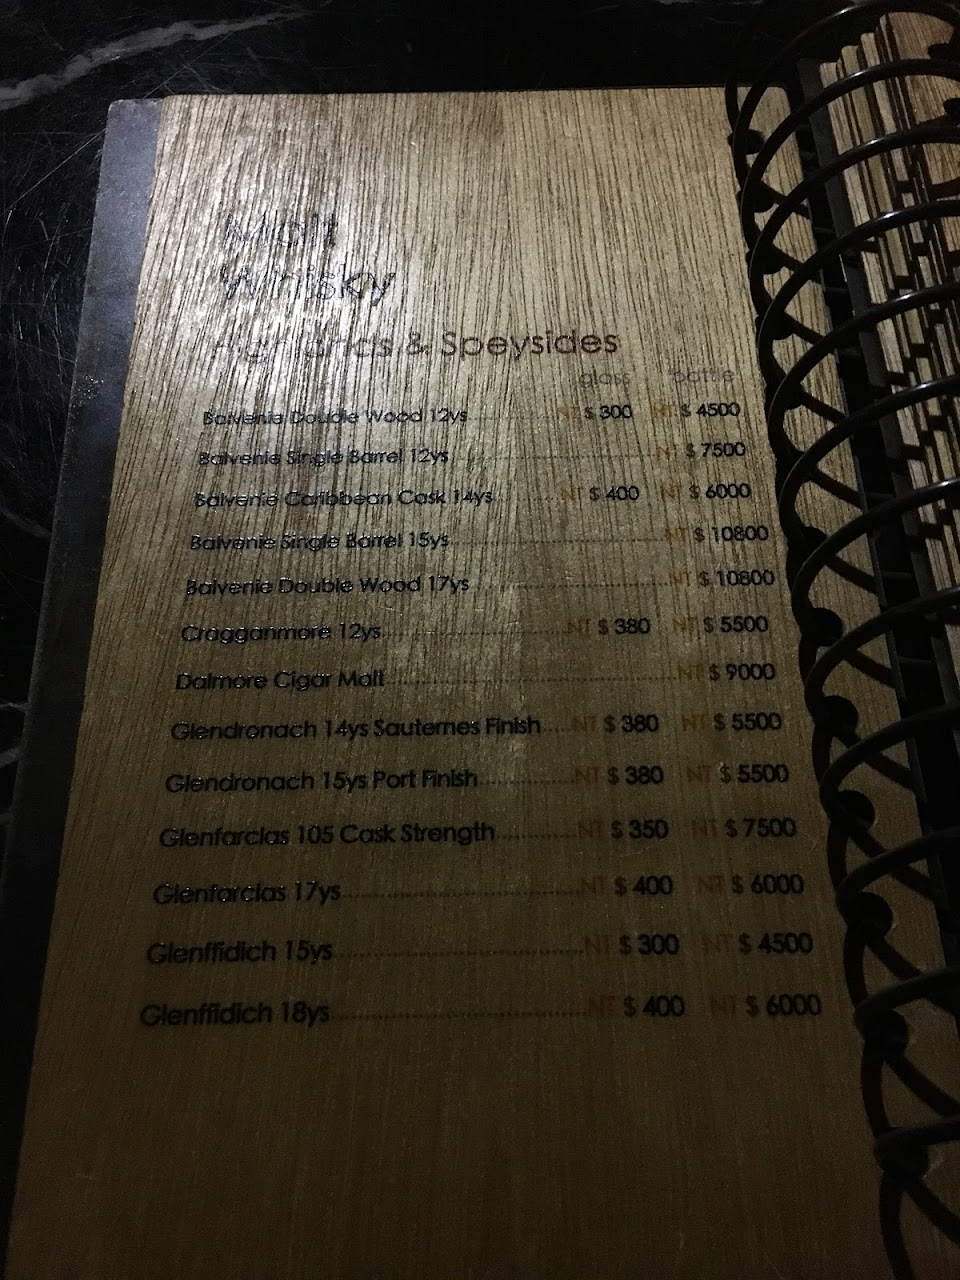 Malt
Whisky
Highlands & Speysides
glass bottle
Balvenie Double Wood 12ys NT $ 300 NT $ 4500
Balvenie Single Barrel 12ys NT $ 7500
Balvenie Caribbean Cask 14ys NT $ 400 NT $ 6000
Balvenie Single Barrel 15ys NT $ 10800
Balvenie Double Wood 17ys NT $ 10800
Cragganmore 12ys NT $ 380 NT $ 5500
Dalmore Cigar Malt NT $ 9000
Glendronach 14ys Sauternes Finish NT $ 380 NT $ 5500
Glendronach 15ys Port Finish NT $ 380 NT $ 5500
Glenfarclas 105 Cask Strength NT $ 350 NT $ 7500
Glenfarclas 17ys NT $ 400 NT $ 6000
Glenffidich 15ys NT $ 300 NT $ 4500
Glenffidich 18ys NT $ 400 NT $ 6000